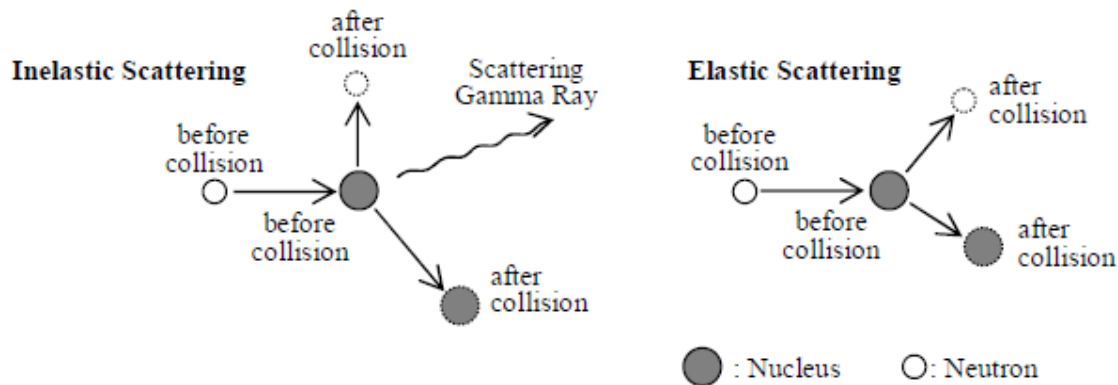 Inelastic Scattering
after
collision
Scattering
Gamma Ray
before
collision
before
collision
after
collision
Elastic Scattering
after
collision
before
collision
before
collision
after
collision
: Nucleus
: Neutron